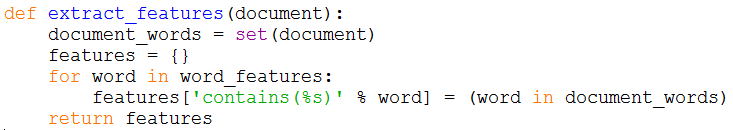 def extract_features(document):
    document_words = set(document)
    features = {}
    for word in word_features:
        features['contains(%s)' % word] = (word in document_words)
    return features